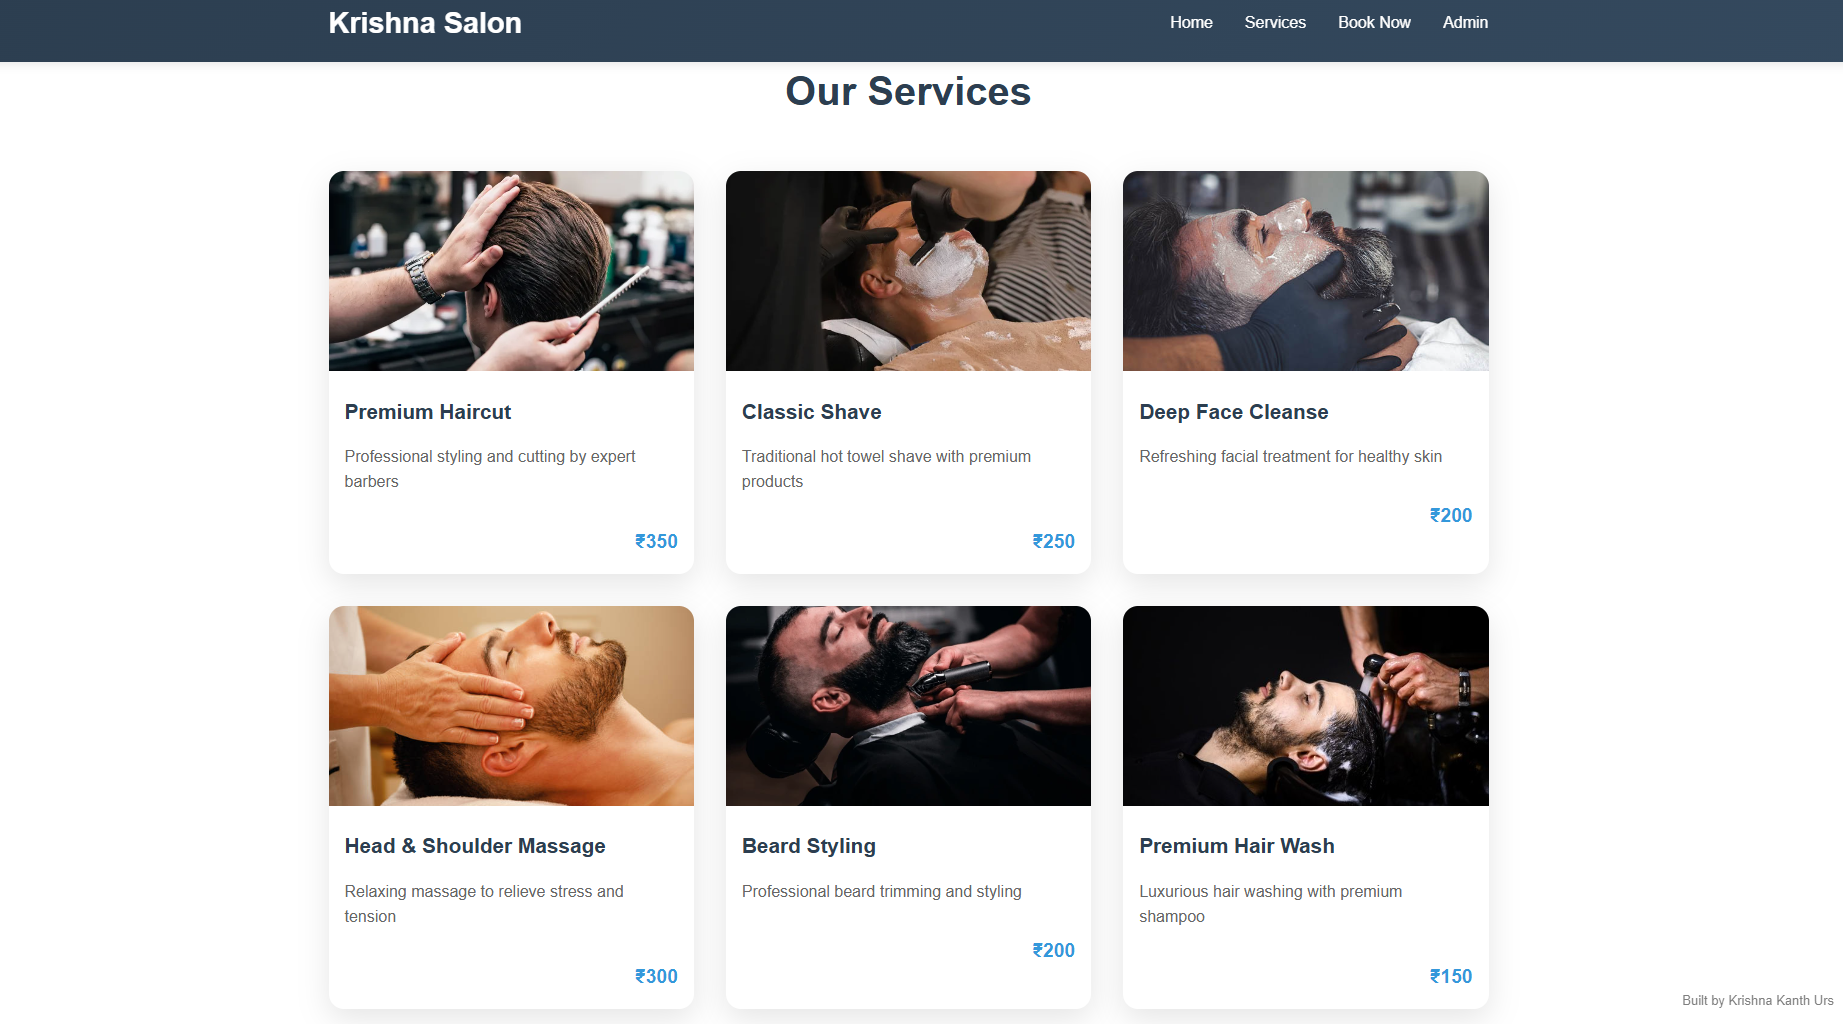 Krishna Salon
Home Services Book Now Admin
Our Services
Premium Haircut
Professional styling and cutting by expert
barbers
₹350
Classic Shave
Traditional hot towel shave with premium
products
₹250
Deep Face Cleanse
Refreshing facial treatment for healthy skin
₹200
Head & Shoulder Massage
Relaxing massage to relieve stress and
tension
₹300
Beard Styling
Professional beard trimming and styling
₹200
Premium Hair Wash
Luxurious hair washing with premium
shampoo
₹150
Built by Krishna Kanth Urs